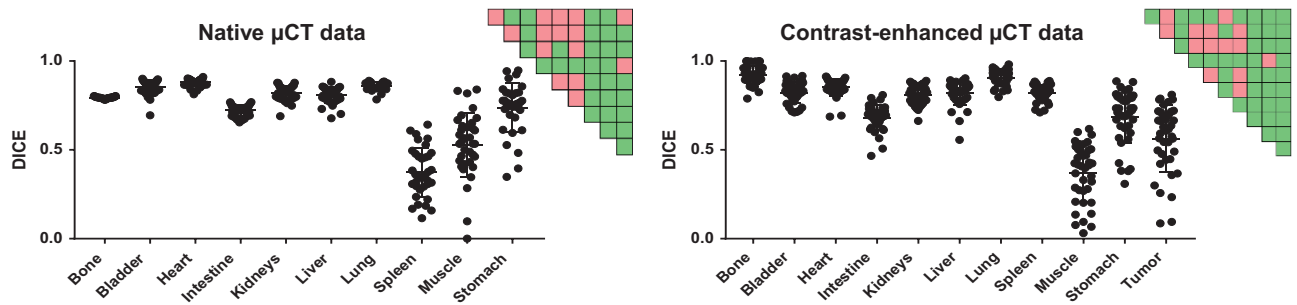 Native µCT data
DICE
1.0
0.5
0.0
Bone
Bladder
Heart
Intestine
Kidneys
Liver
Lung
Spleen
Muscle
Stomach
Contrast-enhanced µCT data
DICE
1.0
0.5
0.0
Bone
Bladder
Heart
Intestine
Kidneys
Liver
Lung
Spleen
Muscle
Stomach
Tumor